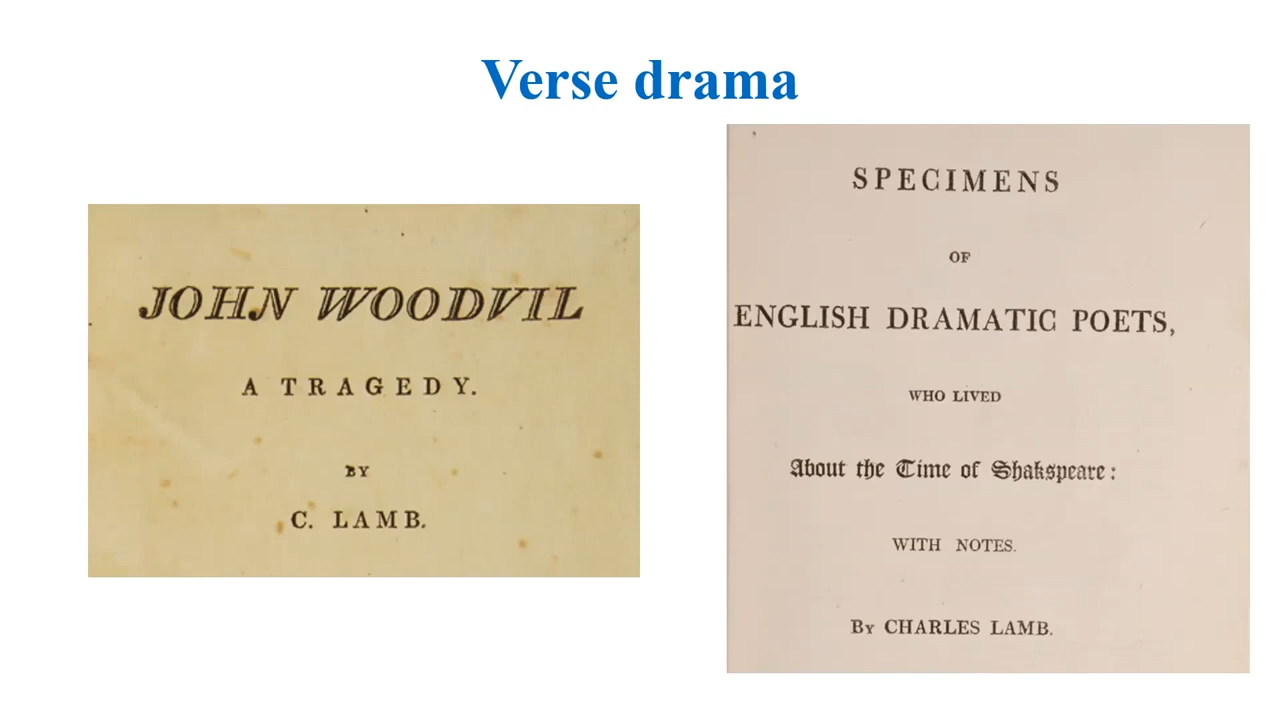 Verse drama
JOHN WOODVIL
A TRAGEDY.
BY
C. LAMB.
SPECIMENS
OF
ENGLISH DRAMATIC POETS,
WHO LIVED
About the Time of Shakspeare:
WITH NOTES.
By CHARLES LAMB.